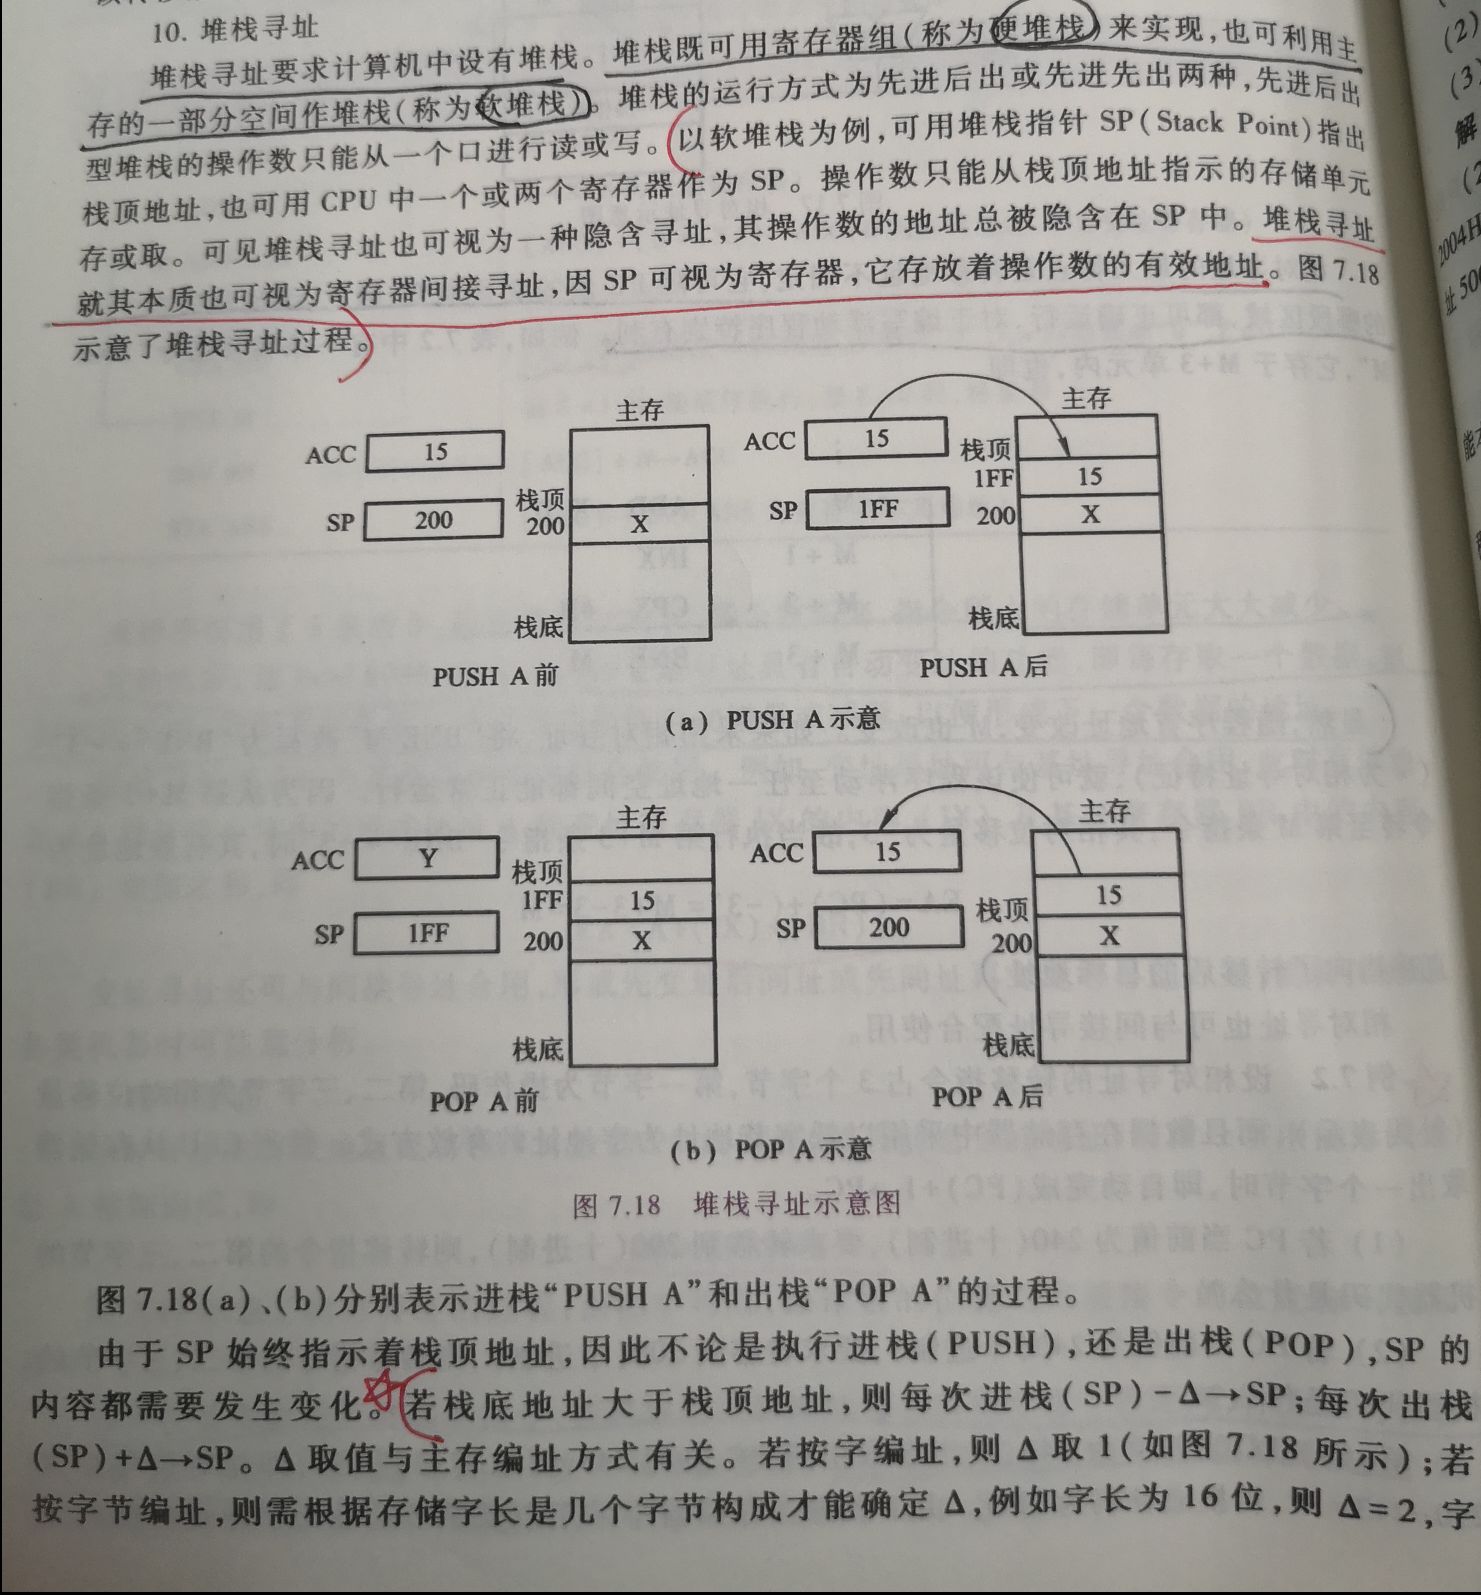 10. 堆栈寻址
堆栈寻址要求计算机中设有堆栈。堆栈既可用寄存器组(称为硬堆栈)来实现,也可利用主
存的一部分空间作堆栈(称为软堆栈)。堆栈的运行方式为先进后出或先进先出两种,先进后出
型堆栈的操作数只能从一个口进行读或写。以软堆栈为例,可用堆栈指针 SP(Stack Point)指出
栈顶地址,也可用 CPU 中一个或两个寄存器作为 SP。操作数只能从栈顶地址指示的存储单元
存或取。可见堆栈寻址也可视为一种隐含寻址,其操作数的地址总被隐含在 SP 中。堆栈寻址
就其本质也可视为寄存器间接寻址,因 SP 可视为寄存器,它存放着操作数的有效地址。图 7.18
示意了堆栈寻址过程。
主存
ACC 15
SP 200
栈顶
200 X
栈底
PUSH A 前
主存
ACC 15
栈顶
1FF 15
SP 1FF
200 X
栈底
PUSH A 后
(a) PUSH A 示意
主存
ACC Y
栈顶
1FF 15
SP 1FF
200 X
栈底
POP A 前
主存
ACC 15
15
SP 200
栈顶
200 X
栈底
POP A 后
(b) POP A 示意
图 7.18 堆栈寻址示意图
图 7.18(a)、(b)分别表示进栈“PUSH A”和出栈“POP A”的过程。
由于 SP 始终指示着栈顶地址,因此不论是执行进栈(PUSH),还是出栈(POP),SP 的
内容都需要发生变化。若栈底地址大于栈顶地址,则每次进栈(SP)-Δ→SP;每次出栈
(SP)+Δ→SP。Δ 取值与主存编址方式有关。若按字编址,则 Δ 取 1(如图 7.18 所示);若
按字节编址,则需根据存储字长是几个字节构成才能确定 Δ,例如字长为 16 位,则 Δ=2,字
(2)
(3)
解
(2
2004H
址 500
能